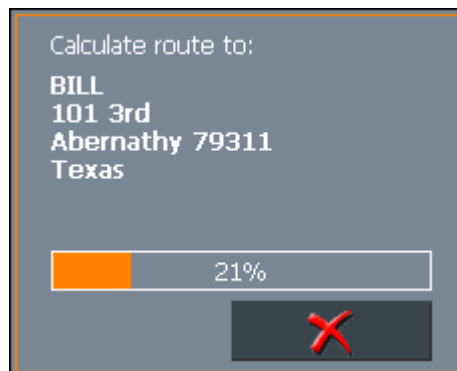 Calculate route to:
BILL
101 3rd
Abernathy 79311
Texas
21%